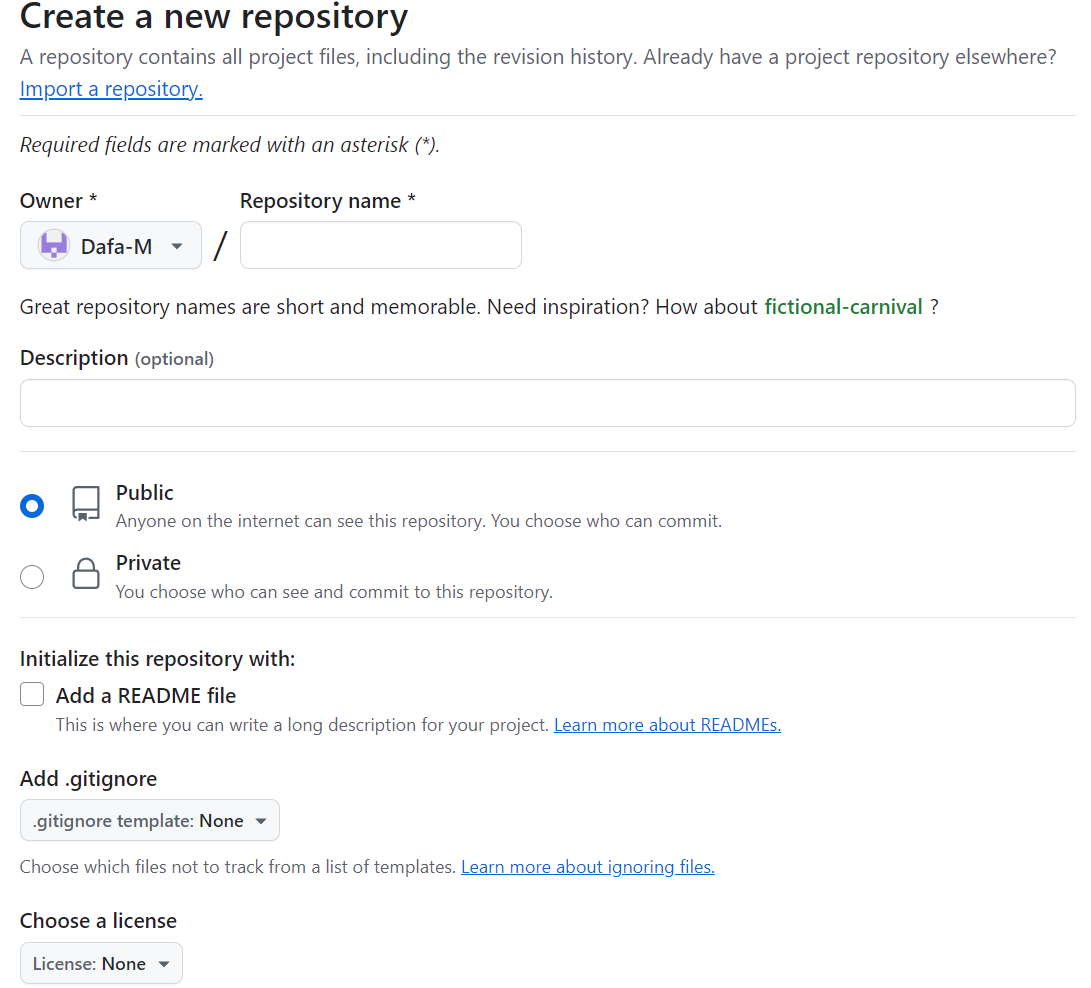 Create a new repository
A repository contains all project files, including the revision history. Already have a project repository elsewhere?
Import a repository.
Required fields are marked with an asterisk (*).
Owner * Repository name *
Dafa-M /
Great repository names are short and memorable. Need inspiration? How about fictional-carnival ?
Description (optional)
Public
Anyone on the internet can see this repository. You choose who can commit.
Private
You choose who can see and commit to this repository.
Initialize this repository with:
Add a README file
This is where you can write a long description for your project. Learn more about READMEs.
Add .gitignore
.gitignore template: None
Choose which files not to track from a list of templates. Learn more about ignoring files.
Choose a license
License: None